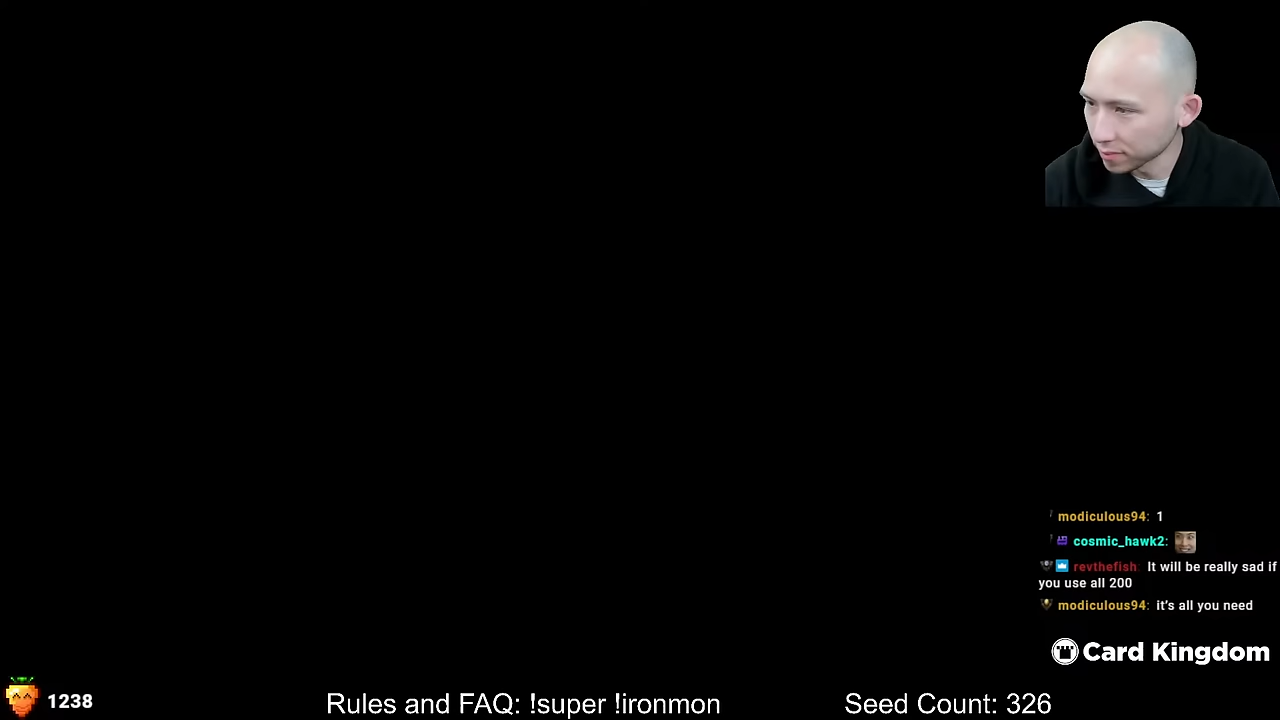 modiculous94: 1
cosmic_hawk2:
revthefish: It will be really sad if
you use all 200
modiculous94: it's all you need
Card Kingdom
1238
Rules and FAQ: !super !ironmon
Seed Count: 326